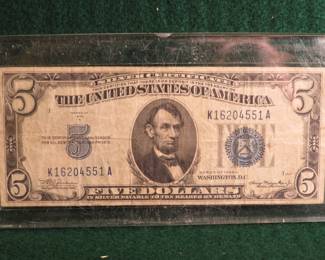 SILVER CERTIFICATE
5 5
THE UNITED STATES OF AMERICA
K16204551A
5 FIVE
K16204551A
WASHINGTON, D.C.
5 FIVE DOLLARS 5
IN SILVER PAYABLE TO THE BEARER ON DEMAND